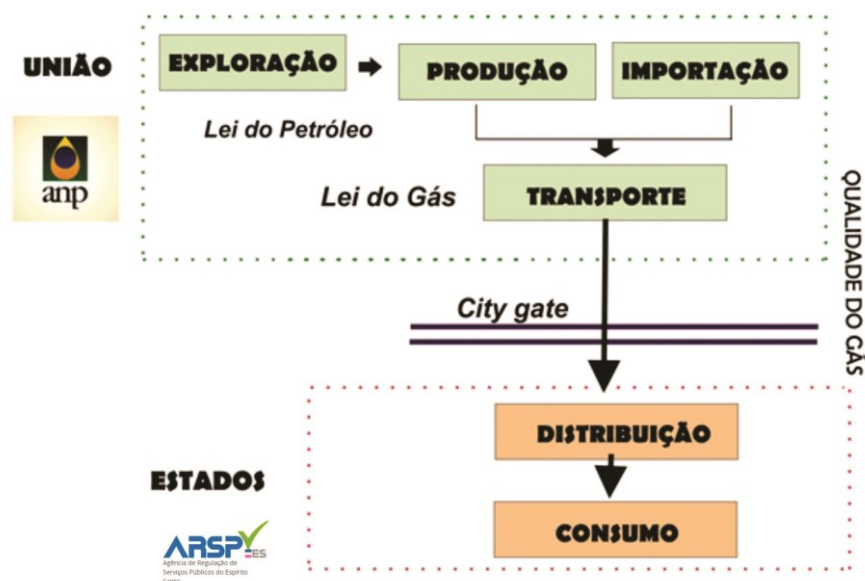 UNIÃO
EXPLORAÇÃO
PRODUÇÃO
IMPORTAÇÃO
Lei do Petróleo
anp
Lei do Gás
TRANSPORTE
QUALIDADE DO GÁS
City gate
DISTRIBUIÇÃO
ESTADOS
CONSUMO
ARSP ES
Agência de Regulação de
Serviços Públicos do Espírito
Santo